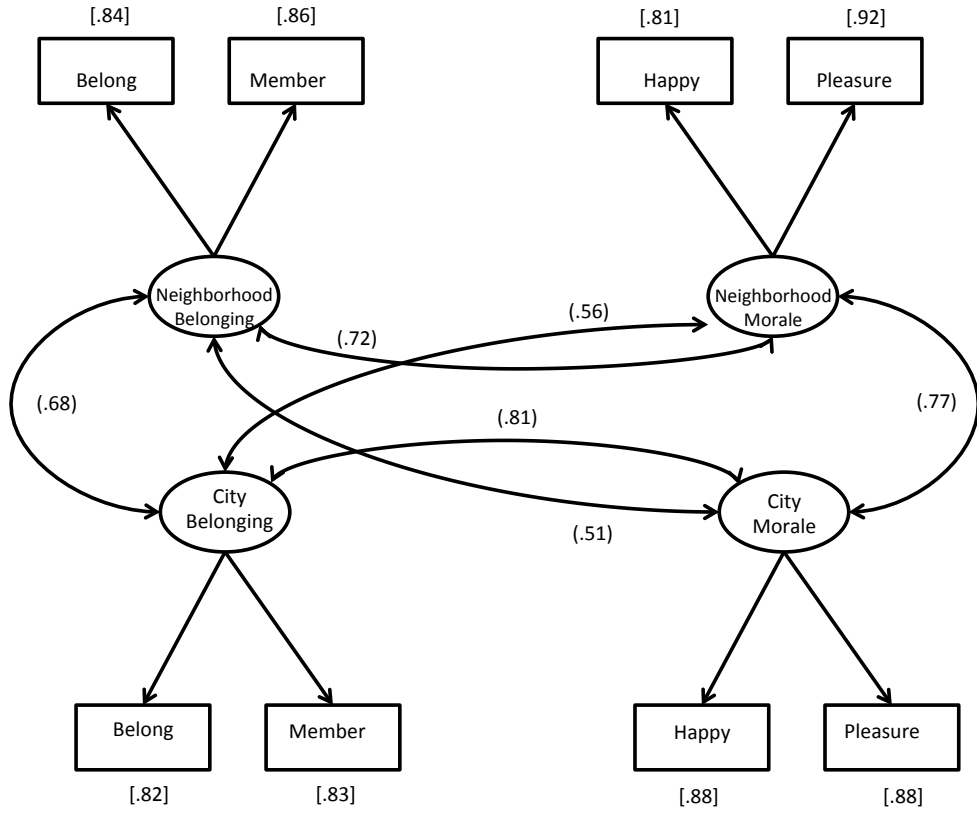 [.84]
[.86]
[.81]
[.92]
Belong
Member
Happy
Pleasure
Neighborhood
Belonging
Neighborhood
Morale
(.56)
(.72)
(.68)
(.77)
(.81)
City
Belonging
City
Morale
(.51)
Belong
Member
Happy
Pleasure
[.82]
[.83]
[.88]
[.88]